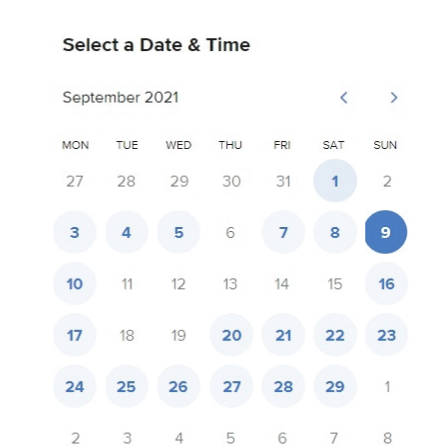 Select a Date & Time
September 2021
MON TUE WED THU FRI SAT SUN
27 28 29 30 31 1 2
3 4 5 6 7 8 9
10 11 12 13 14 15 16
17 18 19 20 21 22 23
24 25 26 27 28 29 1
2 3 4 5 6 7 8